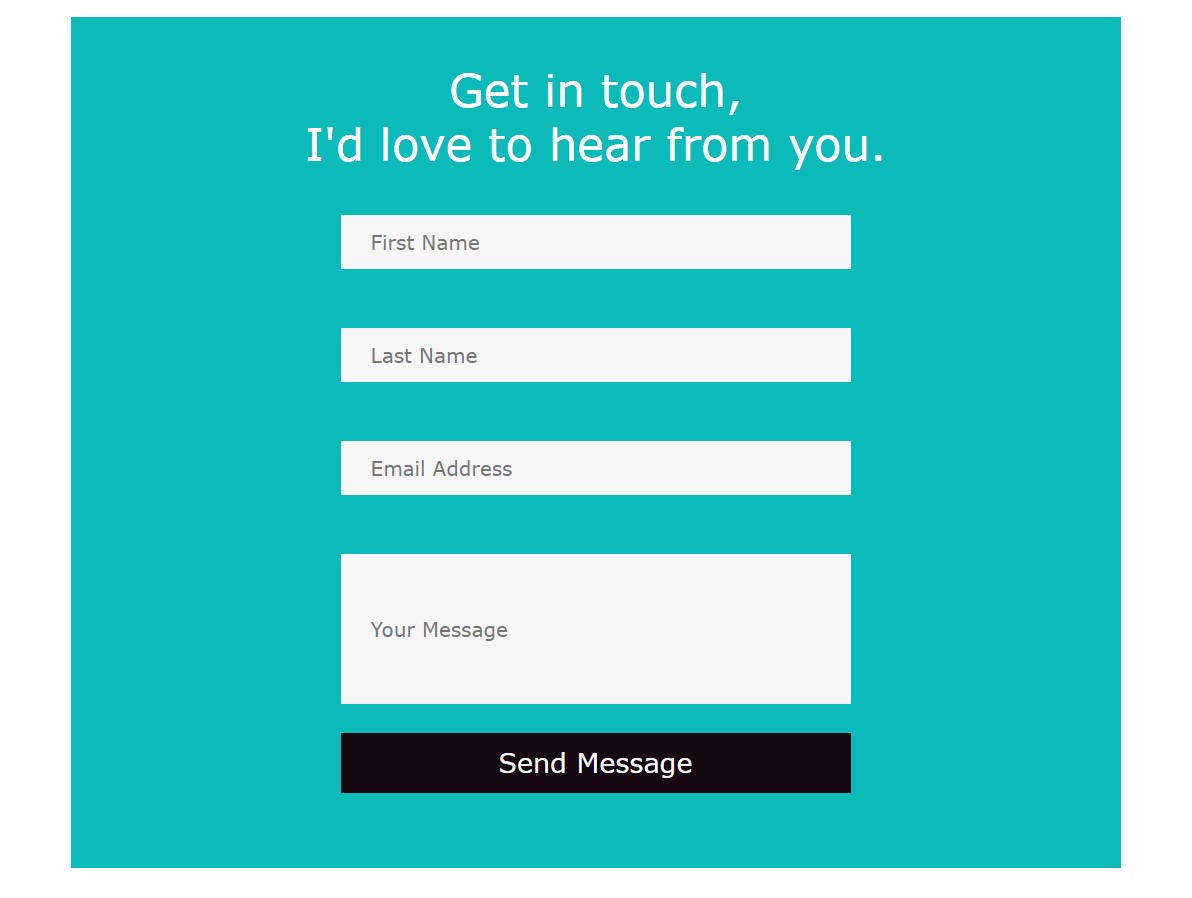 Get in touch,
I'd love to hear from you.
First Name
Last Name
Email Address
Your Message
Send Message